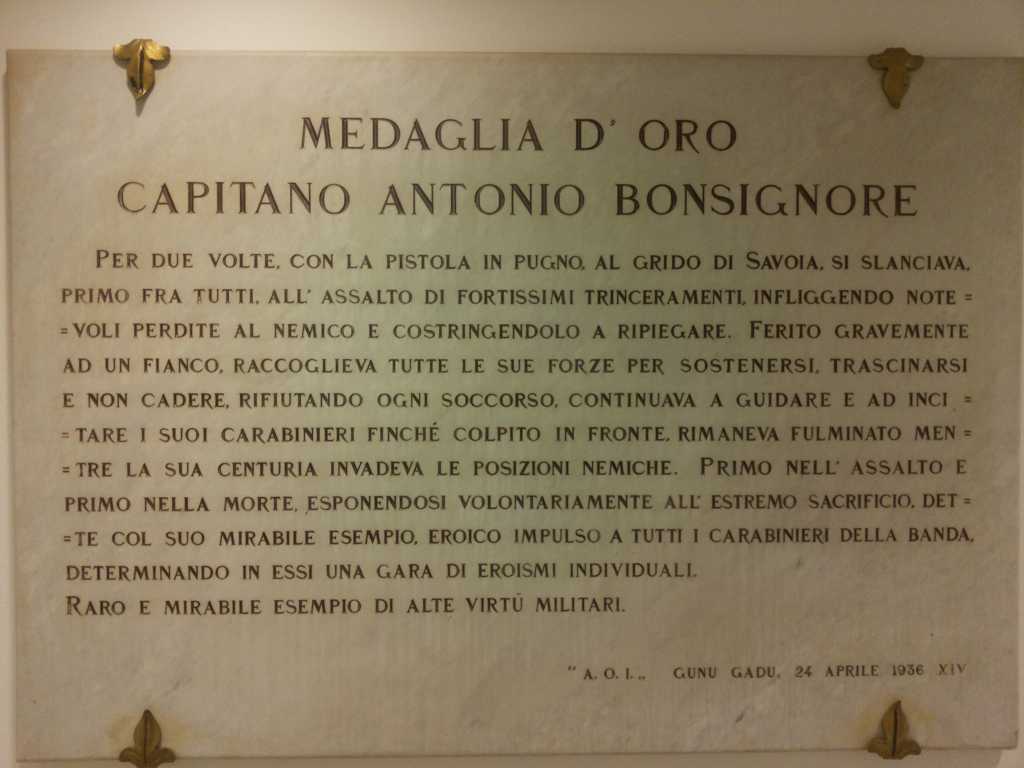 MEDAGLIA D' ORO
CAPITANO ANTONIO BONSIGNORE
PER DUE VOLTE, CON LA PISTOLA IN PUGNO, AL GRIDO DI SAVOIA, SI SLANCIAVA,
PRIMO FRA TUTTI, ALL' ASSALTO DI FORTISSIMI TRINCERAMENTI, INFLIGGENDO NOTE =
= VOLI PERDITE AL NEMICO E COSTRINGENDOLO A RIPIEGARE. FERITO GRAVEMENTE
AD UN FIANCO, RACCOGLIEVA TUTTE LE SUE FORZE PER SOSTENERSI, TRASCINARSI
E NON CADERE, RIFIUTANDO OGNI SOCCORSO, CONTINUAVA A GUIDARE E AD INCI =
= TARE I SUOI CARABINIERI FINCHÉ COLPITO IN FRONTE, RIMANEVA FULMINATO MEN =
= TRE LA SUA CENTURIA INVADEVA LE POSIZIONI NEMICHE. PRIMO NELL' ASSALTO E
PRIMO NELLA MORTE, ESPONENDOSI VOLONTARIAMENTE ALL' ESTREMO SACRIFICIO, DET =
= TE COL SUO MIRABILE ESEMPIO, EROICO IMPULSO A TUTTI I CARABINIERI DELLA BANDA,
DETERMINANDO IN ESSI UNA GARA DI EROISMI INDIVIDUALI.
RARO E MIRABILE ESEMPIO DI ALTE VIRTÙ MILITARI.
" A. O. I. „ GUNU GADU, 24 APRILE 1936 XIV